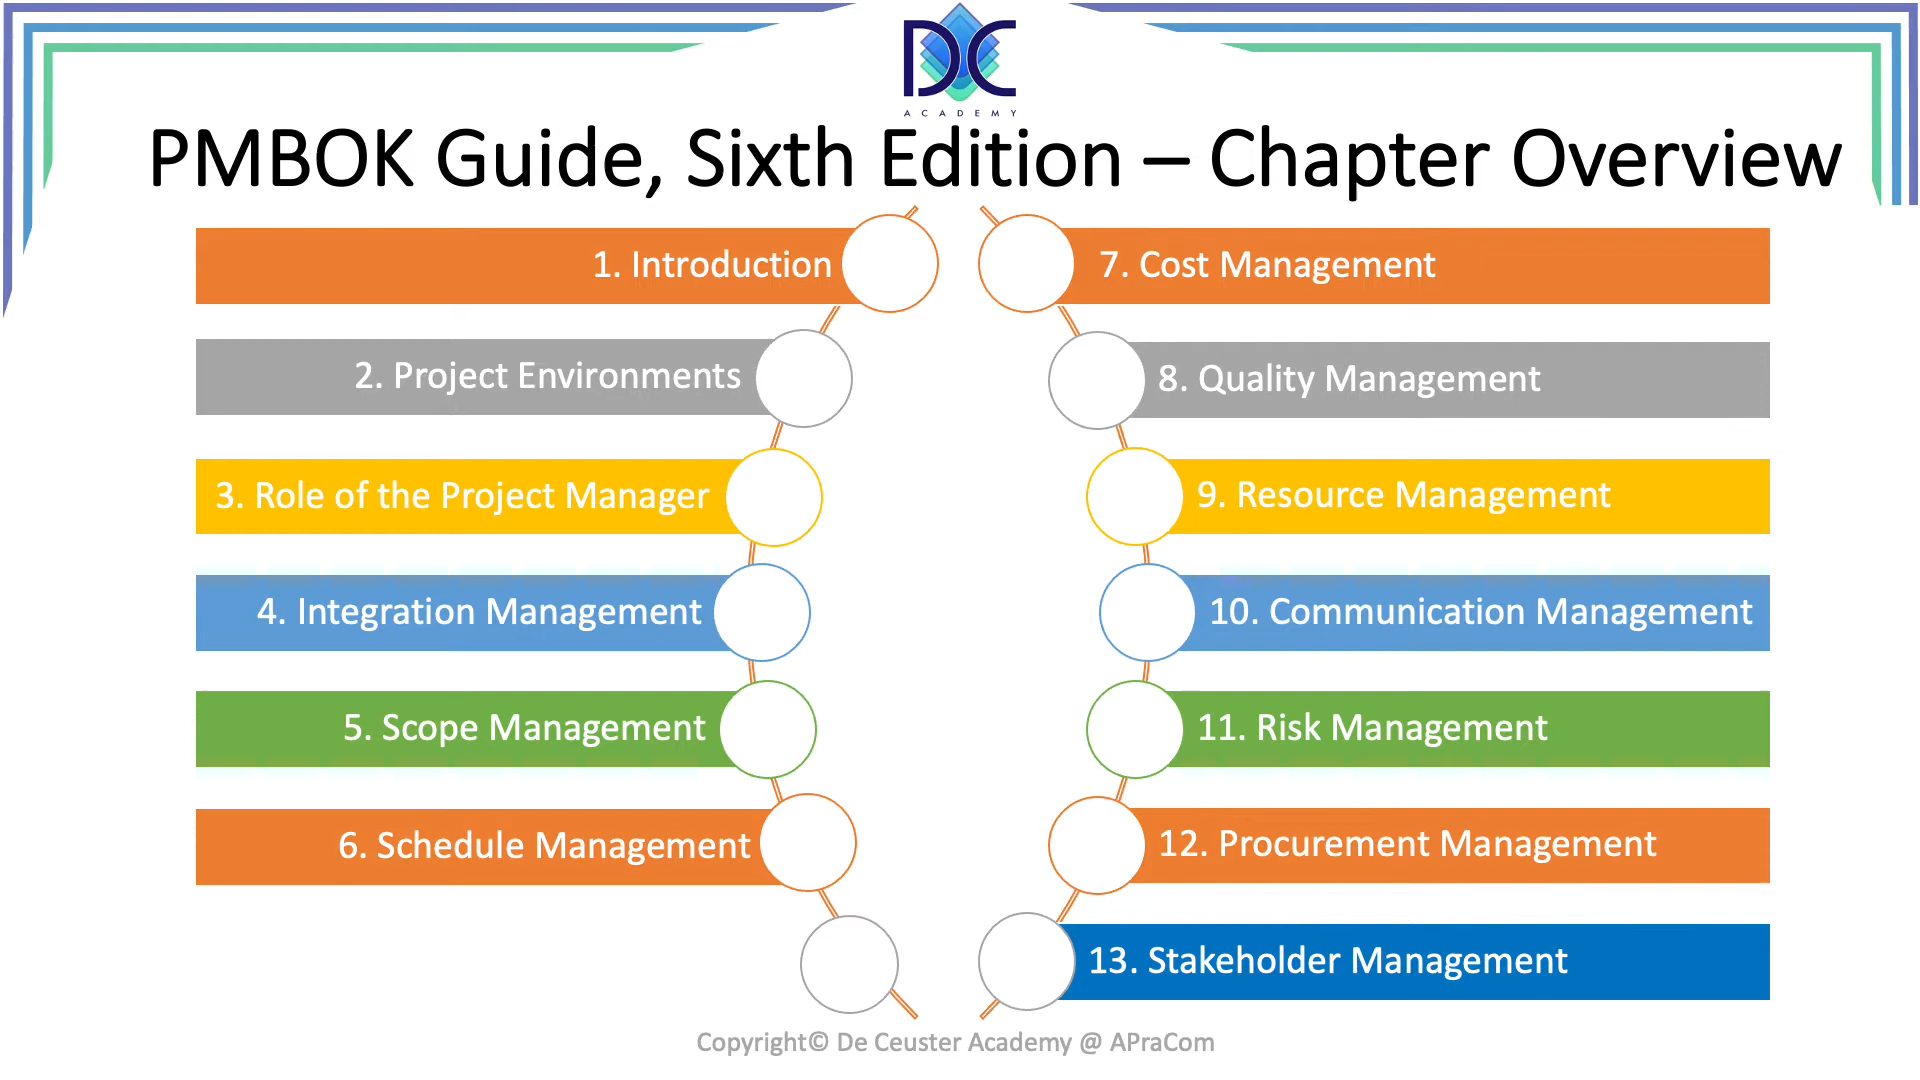 DC
ACADEMY
PMBOK Guide, Sixth Edition – Chapter Overview
1. Introduction
2. Project Environments
3. Role of the Project Manager
4. Integration Management
5. Scope Management
6. Schedule Management
7. Cost Management
8. Quality Management
9. Resource Management
10. Communication Management
11. Risk Management
12. Procurement Management
13. Stakeholder Management
Copyright© De Ceuster Academy @ APraCom